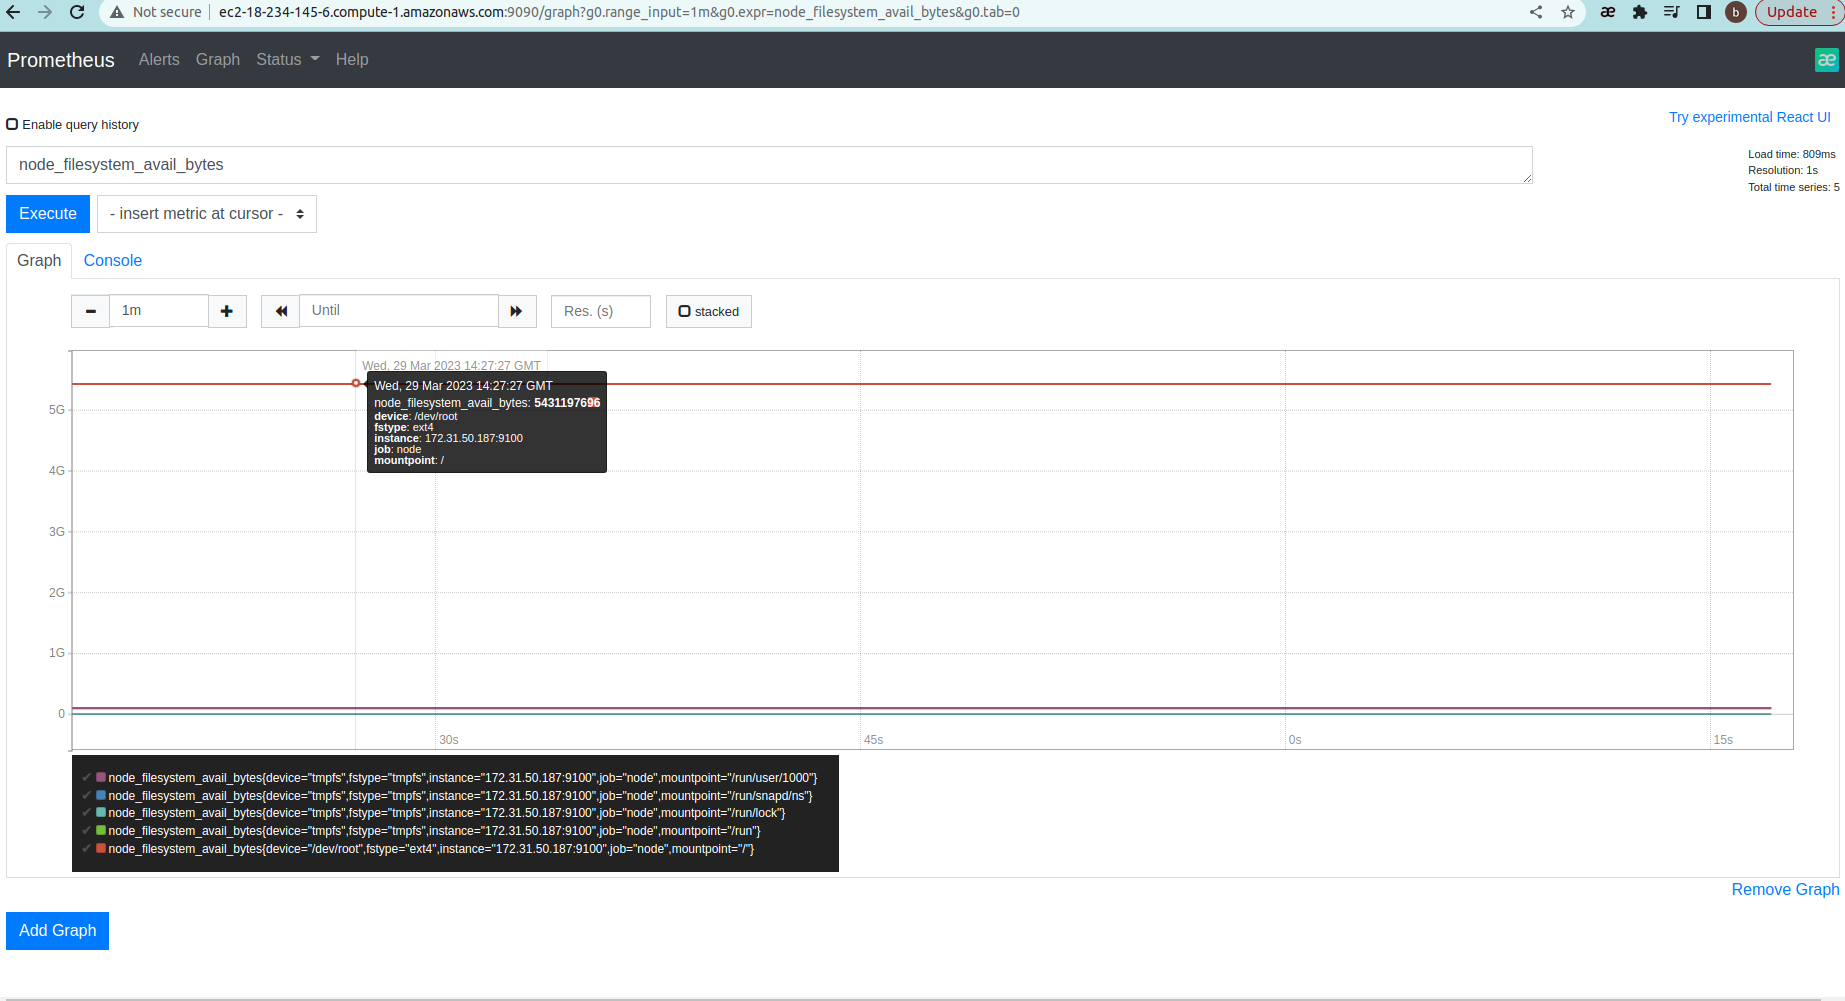 Not secure ec2-18-234-145-6.compute-1.amazonaws.com:9090/graph?g0.range_input=1m&g0.expr=node_filesystem_avail_bytes&g0.tab=0 æ b Update
Prometheus Alerts Graph Status Help æ
Enable query history
Try experimental React UI
node_filesystem_avail_bytes
Load time: 809ms
Resolution: 1s
Total time series: 5
Execute - insert metric at cursor -
Graph Console
1m Until Res. (s) stacked
Wed, 29 Mar 2023 14:27:27 GMT
Wed, 29 Mar 2023 14:27:27 GMT
node_filesystem_avail_bytes: 5431197696
device: /dev/root
fstype: ext4
instance: 172.31.50.187:9100
job: node
mountpoint: /
5G
4G
3G
2G
1G
0
30s 45s 0s 15s
✔ node_filesystem_avail_bytes{device="tmpfs",fstype="tmpfs",instance="172.31.50.187:9100",job="node",mountpoint="/run/user/1000"}
✔ node_filesystem_avail_bytes{device="tmpfs",fstype="tmpfs",instance="172.31.50.187:9100",job="node",mountpoint="/run/snapd/ns"}
✔ node_filesystem_avail_bytes{device="tmpfs",fstype="tmpfs",instance="172.31.50.187:9100",job="node",mountpoint="/run/lock"}
✔ node_filesystem_avail_bytes{device="tmpfs",fstype="tmpfs",instance="172.31.50.187:9100",job="node",mountpoint="/run"}
✔ node_filesystem_avail_bytes{device="/dev/root",fstype="ext4",instance="172.31.50.187:9100",job="node",mountpoint="/"}
Remove Graph
Add Graph